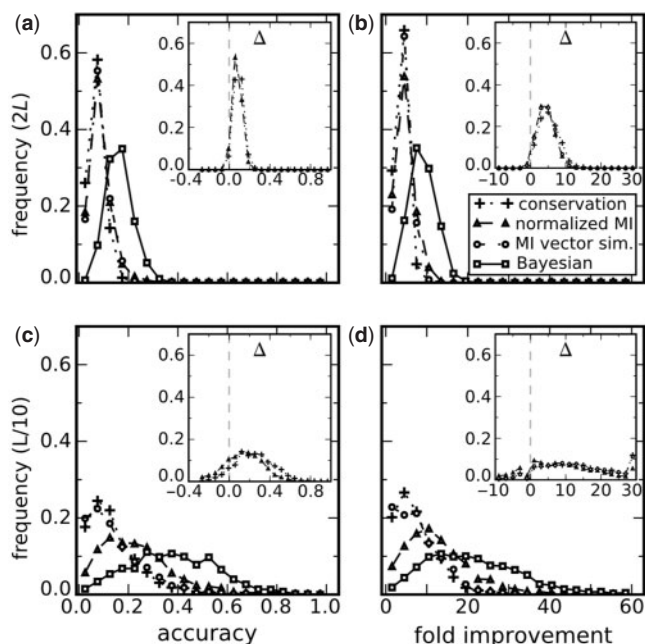 (a)
(b)
frequency (2L)
0.6
0.4
0.2
0.0
Δ
0.6
0.4
0.2
0.0
−0.4 0.0 0.4 0.8
Δ
0.6
0.4
0.2
0.0
−10 0 10 20 30
conservation
normalized MI
MI vector sim.
Bayesian
(c)
(d)
frequency (L/10)
0.6
0.4
0.2
0.0
Δ
0.6
0.4
0.2
0.0
−0.4 0.0 0.4 0.8
Δ
0.6
0.4
0.2
0.0
−10 0 10 20 30
0.0 0.2 0.4 0.6 0.8 1.0
0 20 40 60
accuracy
fold improvement